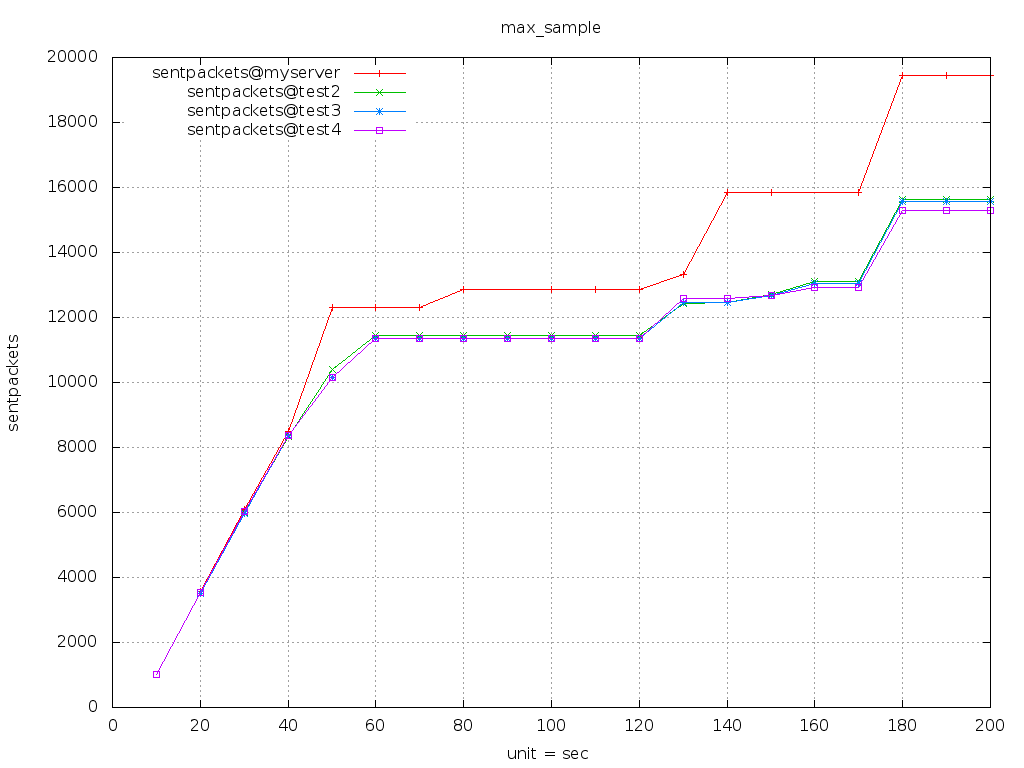 max_sample
20000
18000
16000
14000
12000
10000
8000
6000
4000
2000
0
sentpackets
sentpackets@myserver
sentpackets@test2
sentpackets@test3
sentpackets@test4
0 20 40 60 80 100 120 140 160 180 200
unit = sec